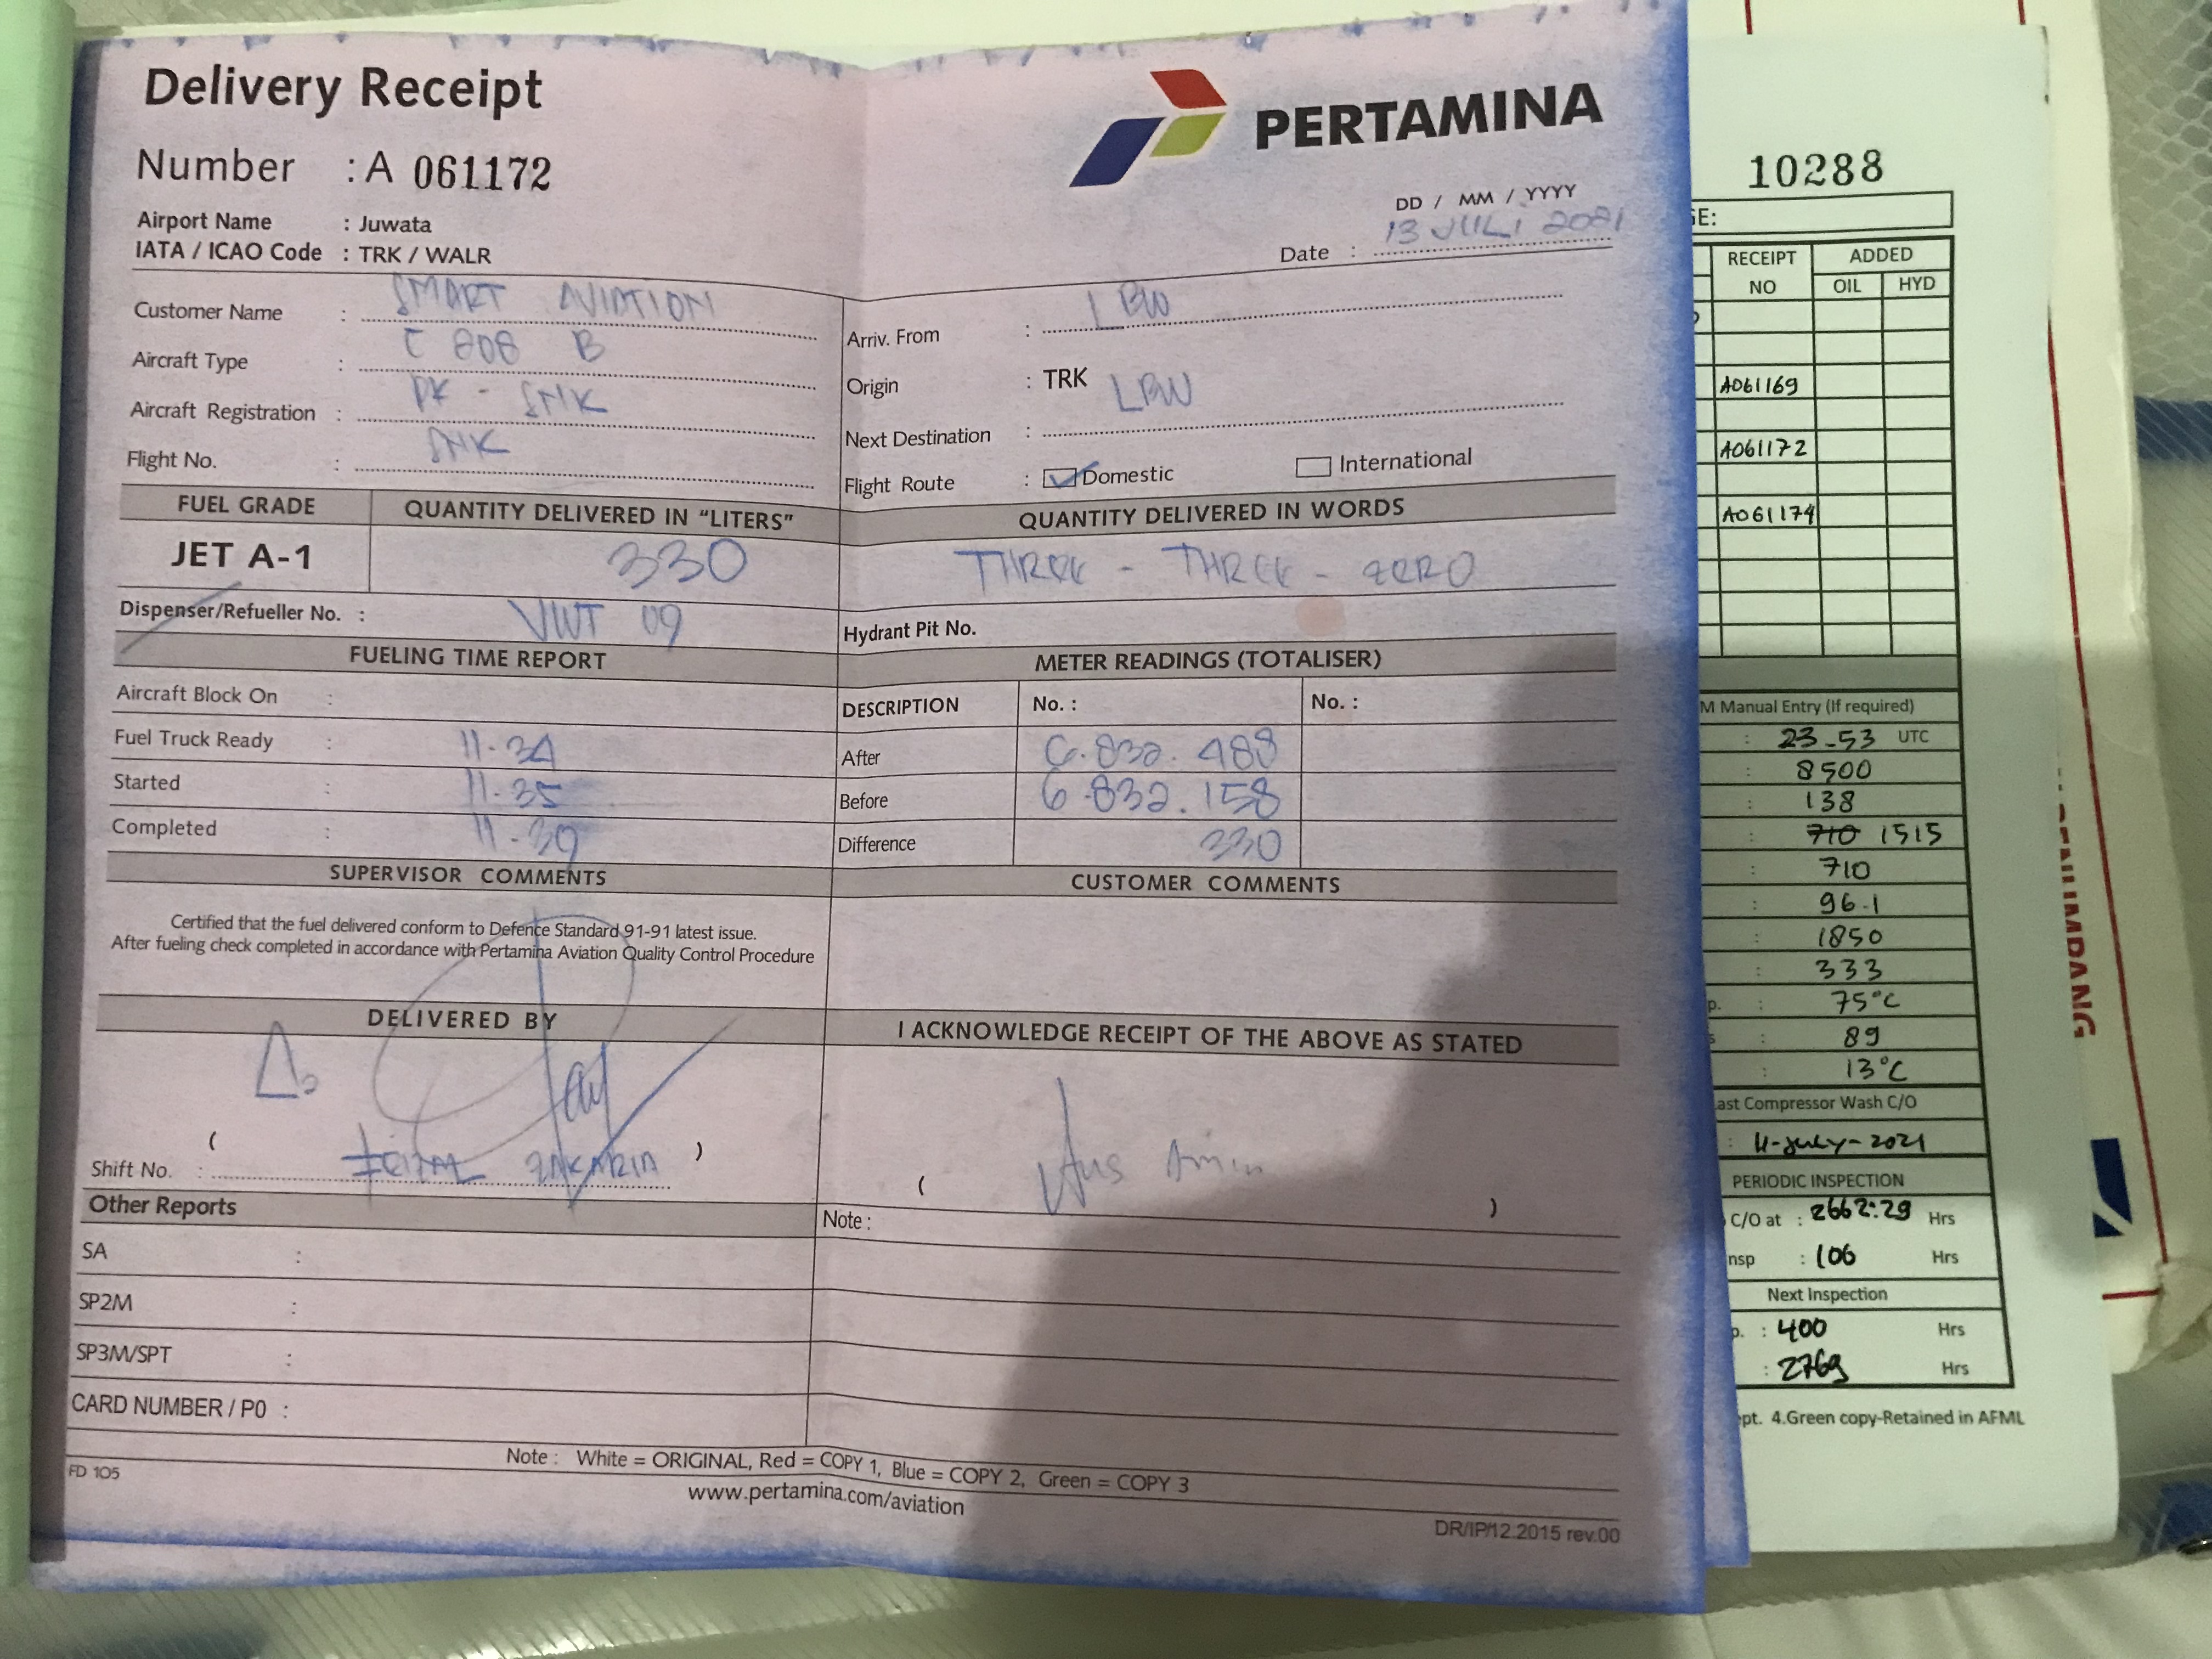 Delivery Receipt
PERTAMINA
Number : A 061172
Airport Name : Juwata
IATA / ICAO Code : TRK / WALR
DD / MM / YYYY
Date : 13 JULI 2021
Customer Name : SMART AVIATION
Aircraft Type : C 808 B
Aircraft Registration : PK - SNK
Flight No. : SNK
Arriv. From : LBW
Origin : TRK
Next Destination : LBW
Flight Route : Domestic International
FUEL GRADE QUANTITY DELIVERED IN "LITERS" QUANTITY DELIVERED IN WORDS
JET A-1 330 THREE - THREE - ZERO
Dispenser/Refueller No. : VWT 09 Hydrant Pit No.
FUELING TIME REPORT METER READINGS (TOTALISER)
Aircraft Block On : DESCRIPTION No. : No. :
Fuel Truck Ready : 11-34 After 6.832.488
Started : 11-35 Before 6.832.158
Completed : 11-39 Difference 330
SUPERVISOR COMMENTS CUSTOMER COMMENTS
Certified that the fuel delivered conform to Defence Standard 91-91 latest issue.
After fueling check completed in accordance with Pertamina Aviation Quality Control Procedure
DELIVERED BY I ACKNOWLEDGE RECEIPT OF THE ABOVE AS STATED
( )
Shift No. : ZAKARIA
( Amin )
Other Reports Note :
SA :
SP2M :
SP3M/SPT :
CARD NUMBER / P0 :
Note : White = ORIGINAL, Red = COPY 1, Blue = COPY 2, Green = COPY 3
FD 105
www.pertamina.com/aviation
DR/IP/12.2015 rev.00
10288
GE:
RECEIPT NO ADDED
OIL HYD
A061169
A061172
A061174
M Manual Entry (If required)
: 23-53 UTC
: 8500
: 138
: 710 1515
: 710
: 96.1
: 1850
: 333
p. : 75°C
s : 89
: 13°C
ast Compressor Wash C/O
: 11-July-2021
PERIODIC INSPECTION
C/O at : 2662:29 Hrs
nsp : 106 Hrs
Next Inspection
p. : 400 Hrs
: 2769 Hrs
pt. 4.Green copy-Retained in AFML
PENUMPANG